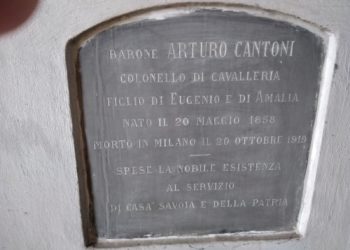 BARONE ARTURO CANTONI
COLONELLO DI CAVALLERIA
FIGLIO DI EUGENIO E DI AMALIA
NATO IL 20 MAGGIO 1858
MORTO IN MILANO IL 20 OTTOBRE 1919
SPESE LA NOBILE ESISTENZA
AL SERVIZIO
DI CASA SAVOIA E DELLA PATRIA